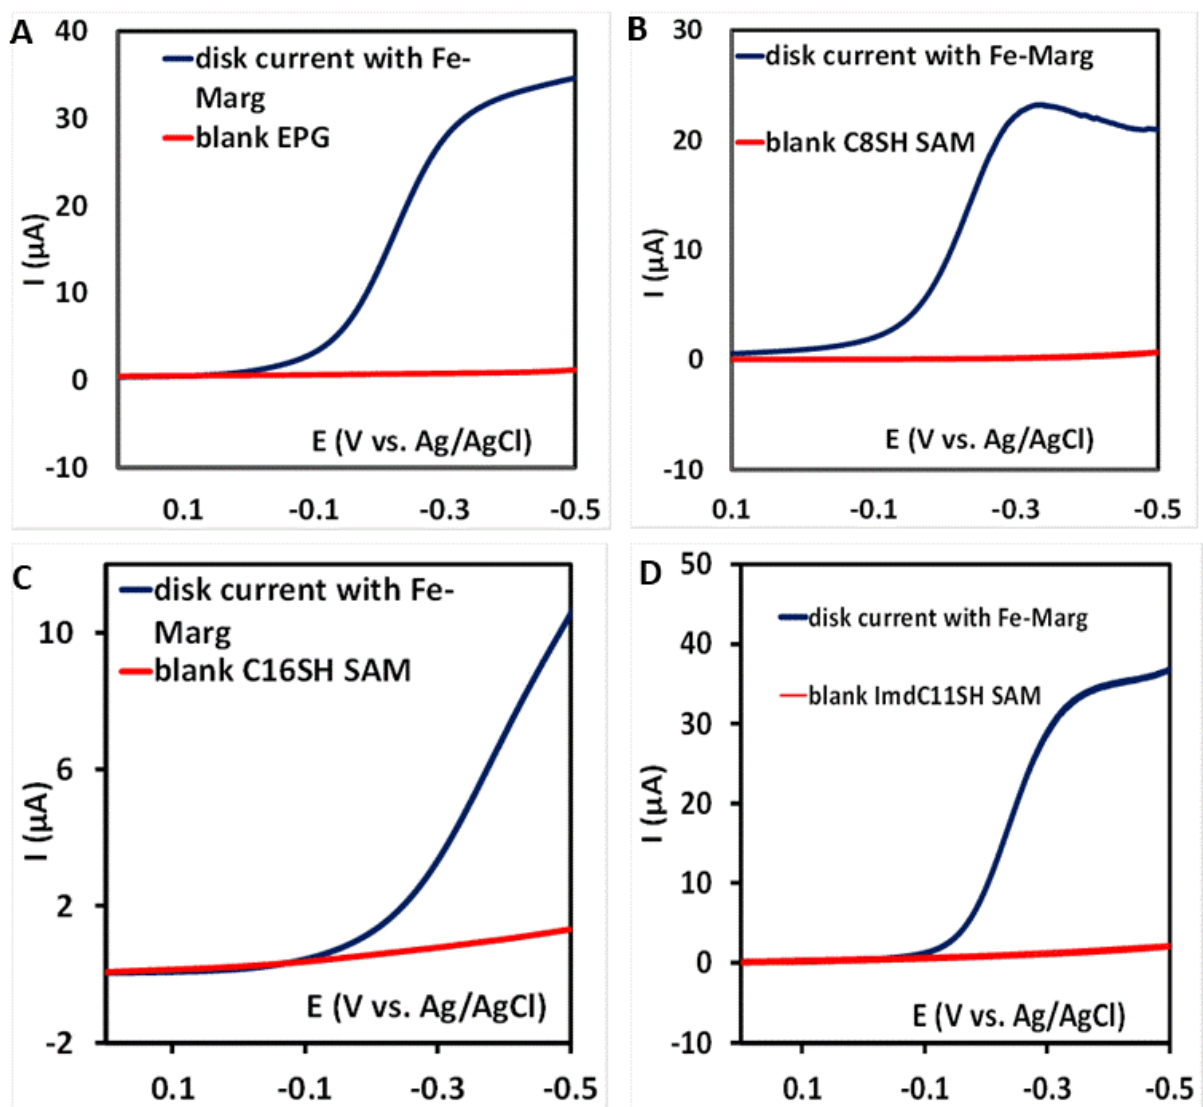 A
40
disk current with Fe-
Marg
blank EPG
30
20
10
0
-10
I (µA)
E (V vs. Ag/AgCl)
0.1 -0.1 -0.3 -0.5
B
30
disk current with Fe-Marg
20
blank C8SH SAM
10
0
-10
I (µA)
E (V vs. Ag/AgCl)
0.1 -0.1 -0.3 -0.5
C
disk current with Fe-
Marg
blank C16SH SAM
10
6
2
-2
I (µA)
E (V vs. Ag/AgCl)
0.1 -0.1 -0.3 -0.5
D
50
disk current with Fe-Marg
40
blank ImdC11SH SAM
30
20
10
0
-10
I (µA)
E (V vs. Ag/AgCl)
0.1 -0.1 -0.3 -0.5